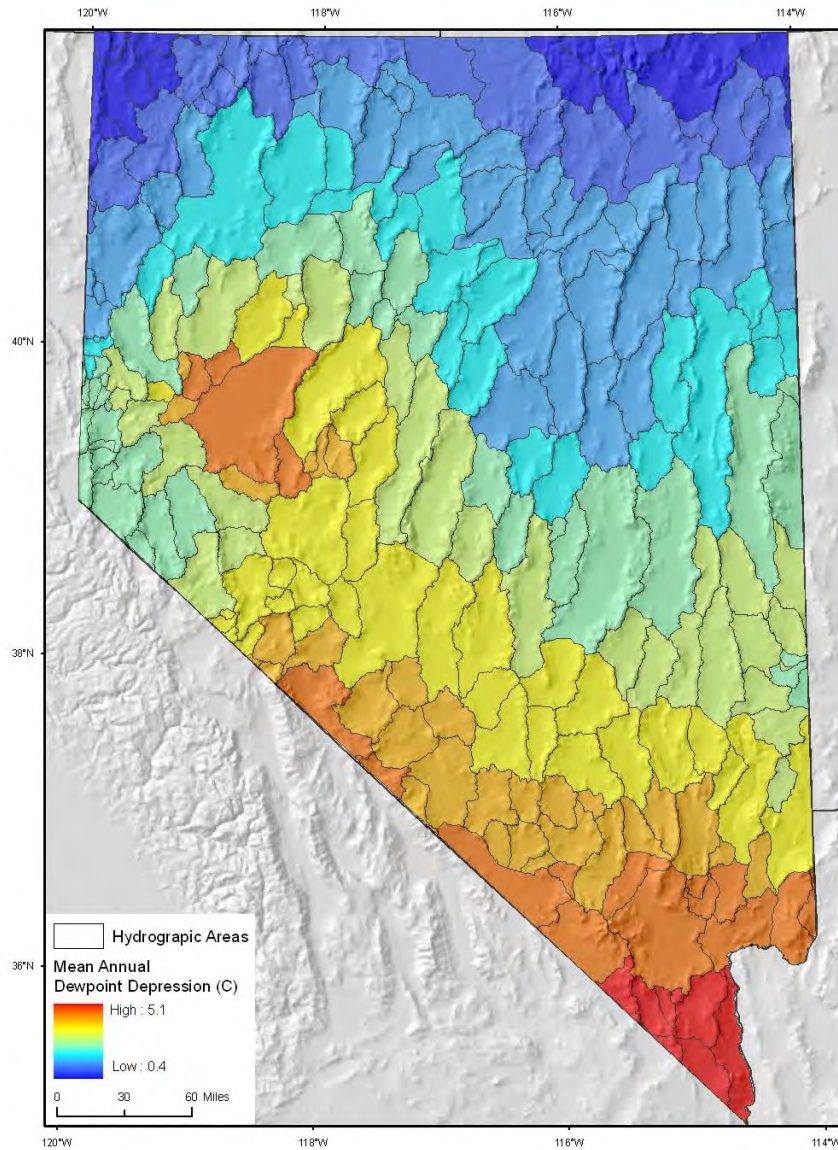 120°W 118°W 116°W 114°W
40°N
38°N
36°N
Hydrograpic Areas
Mean Annual
Dewpoint Depression (C)
High : 5.1
Low : 0.4
0 30 60 Miles
120°W 118°W 116°W 114°W